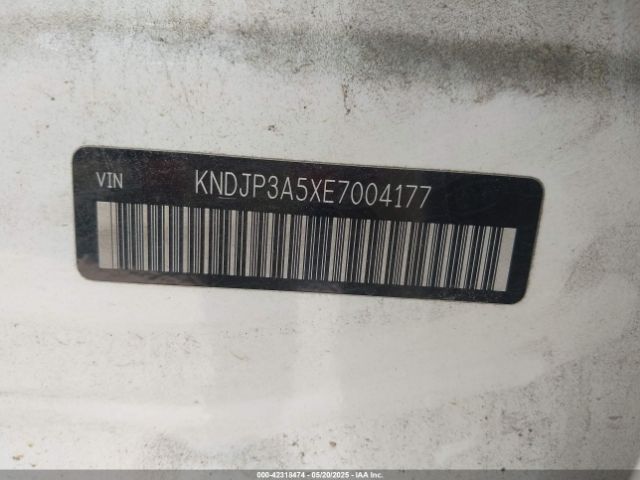 VIN KNDJP3A5XE7004177
000-42318474 | 05/20/2025 | IAA Inc.